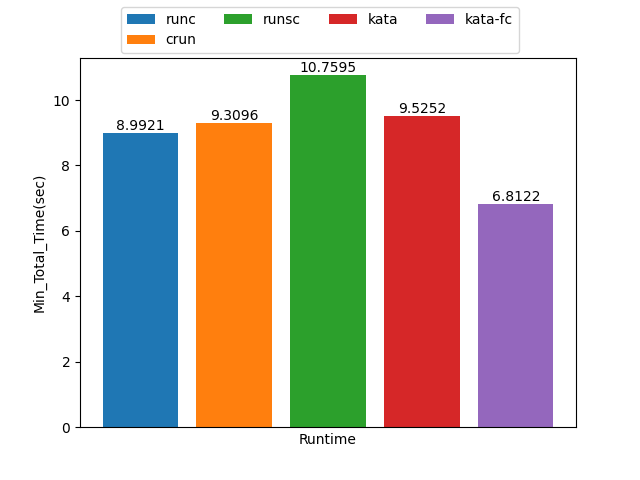 runc runsc kata kata-fc
crun
10.7595
9.5252
9.3096
8.9921
6.8122
10
8
6
4
2
0
Min_Total_Time(sec)
Runtime